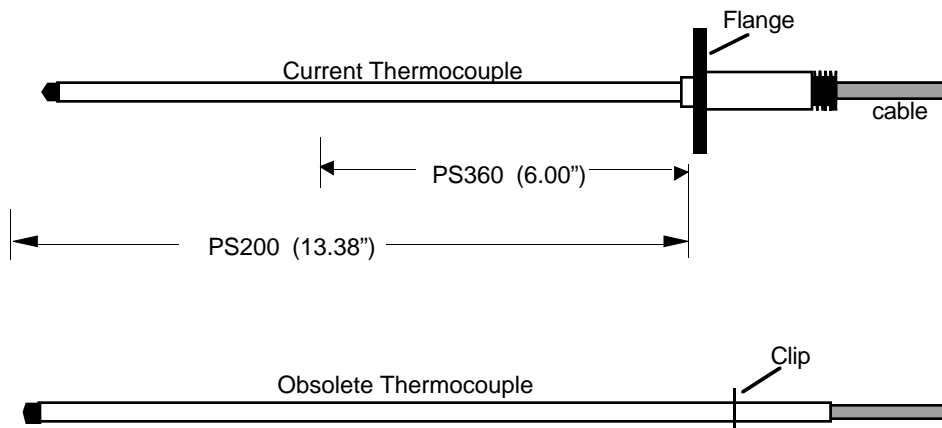 Flange
Current Thermocouple
cable
PS360 (6.00”)
PS200 (13.38”)
Clip
Obsolete Thermocouple